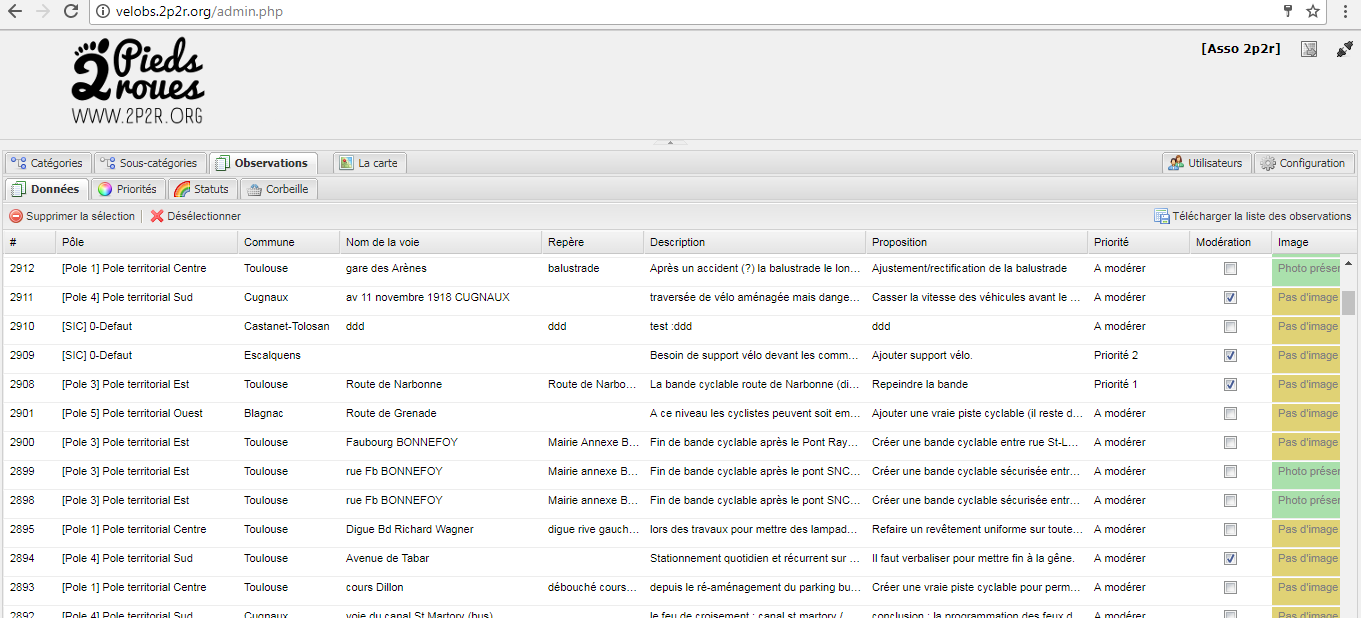 velobs.2p2r.org/admin.php
2 Pieds
roues
WWW.2P2R.ORG
[Asso 2p2r]
Catégories Sous-catégories Observations La carte Utilisateurs Configuration
Données Priorités Statuts Corbeille
Supprimer la sélection Désélectionner Télécharger la liste des observations
# Pôle Commune Nom de la voie Repère Description Proposition Priorité Modération Image
2912 [Pole 1] Pole territorial Centre Toulouse gare des Arènes balustrade Après un accident (?) la balustrade le lon... Ajustement/rectification de la balustrade A modérer Photo préser
2911 [Pole 4] Pole territorial Sud Cugnaux av 11 novembre 1918 CUGNAUX traversée de vélo aménagée mais dange... Casser la vitesse des véhicules avant le ... A modérer Pas d'image
2910 [SIC] 0-Defaut Castanet-Tolosan ddd ddd test :ddd ddd A modérer Pas d'image
2909 [SIC] 0-Defaut Escalquens Besoin de support vélo devant les comm... Ajouter support vélo. Priorité 2 Pas d'image
2908 [Pole 3] Pole territorial Est Toulouse Route de Narbonne Route de Narbo... La bande cyclable route de Narbonne (di... Repeindre la bande Priorité 1 Pas d'image
2901 [Pole 5] Pole territorial Ouest Blagnac Route de Grenade A ce niveau les cyclistes peuvent soit em... Ajouter une vraie piste cyclable (il reste d... A modérer Pas d'image
2900 [Pole 3] Pole territorial Est Toulouse Faubourg BONNEFOY Mairie Annexe B... Fin de bande cyclable après le Pont Ray... Créer une bande cyclable entre rue St-L... A modérer Pas d'image
2899 [Pole 3] Pole territorial Est Toulouse rue Fb BONNEFOY Mairie annexe B... Fin de bande cyclable après le pont SNC... Créer une bande cyclable sécurisée entr... A modérer Photo préser
2898 [Pole 3] Pole territorial Est Toulouse rue Fb BONNEFOY Mairie annexe B... Fin de bande cyclable après le pont SNC... Créer une bande cyclable sécurisée entr... A modérer Photo préser
2895 [Pole 1] Pole territorial Centre Toulouse Digue Bd Richard Wagner digue rive gauch... lors des travaux pour mettre des lampad... Refaire un revêtement uniforme sur toute... A modérer Pas d'image
2894 [Pole 4] Pole territorial Sud Toulouse Avenue de Tabar Stationnement quotidien et récurrent sur ... Il faut verbaliser pour mettre fin à la gêne. A modérer Pas d'image
2893 [Pole 1] Pole territorial Centre Toulouse cours Dillon débouché cours... depuis le ré-aménagement du parking bu... Créer une vraie piste cyclable pour perm... A modérer Pas d'image
2892 [Pole 4] Pole territorial Sud Cugnaux voie du canal St Martory (bus) le feu de croisement : canal st martory / conclusion : la programmation des feux d A modérer Pas d'image